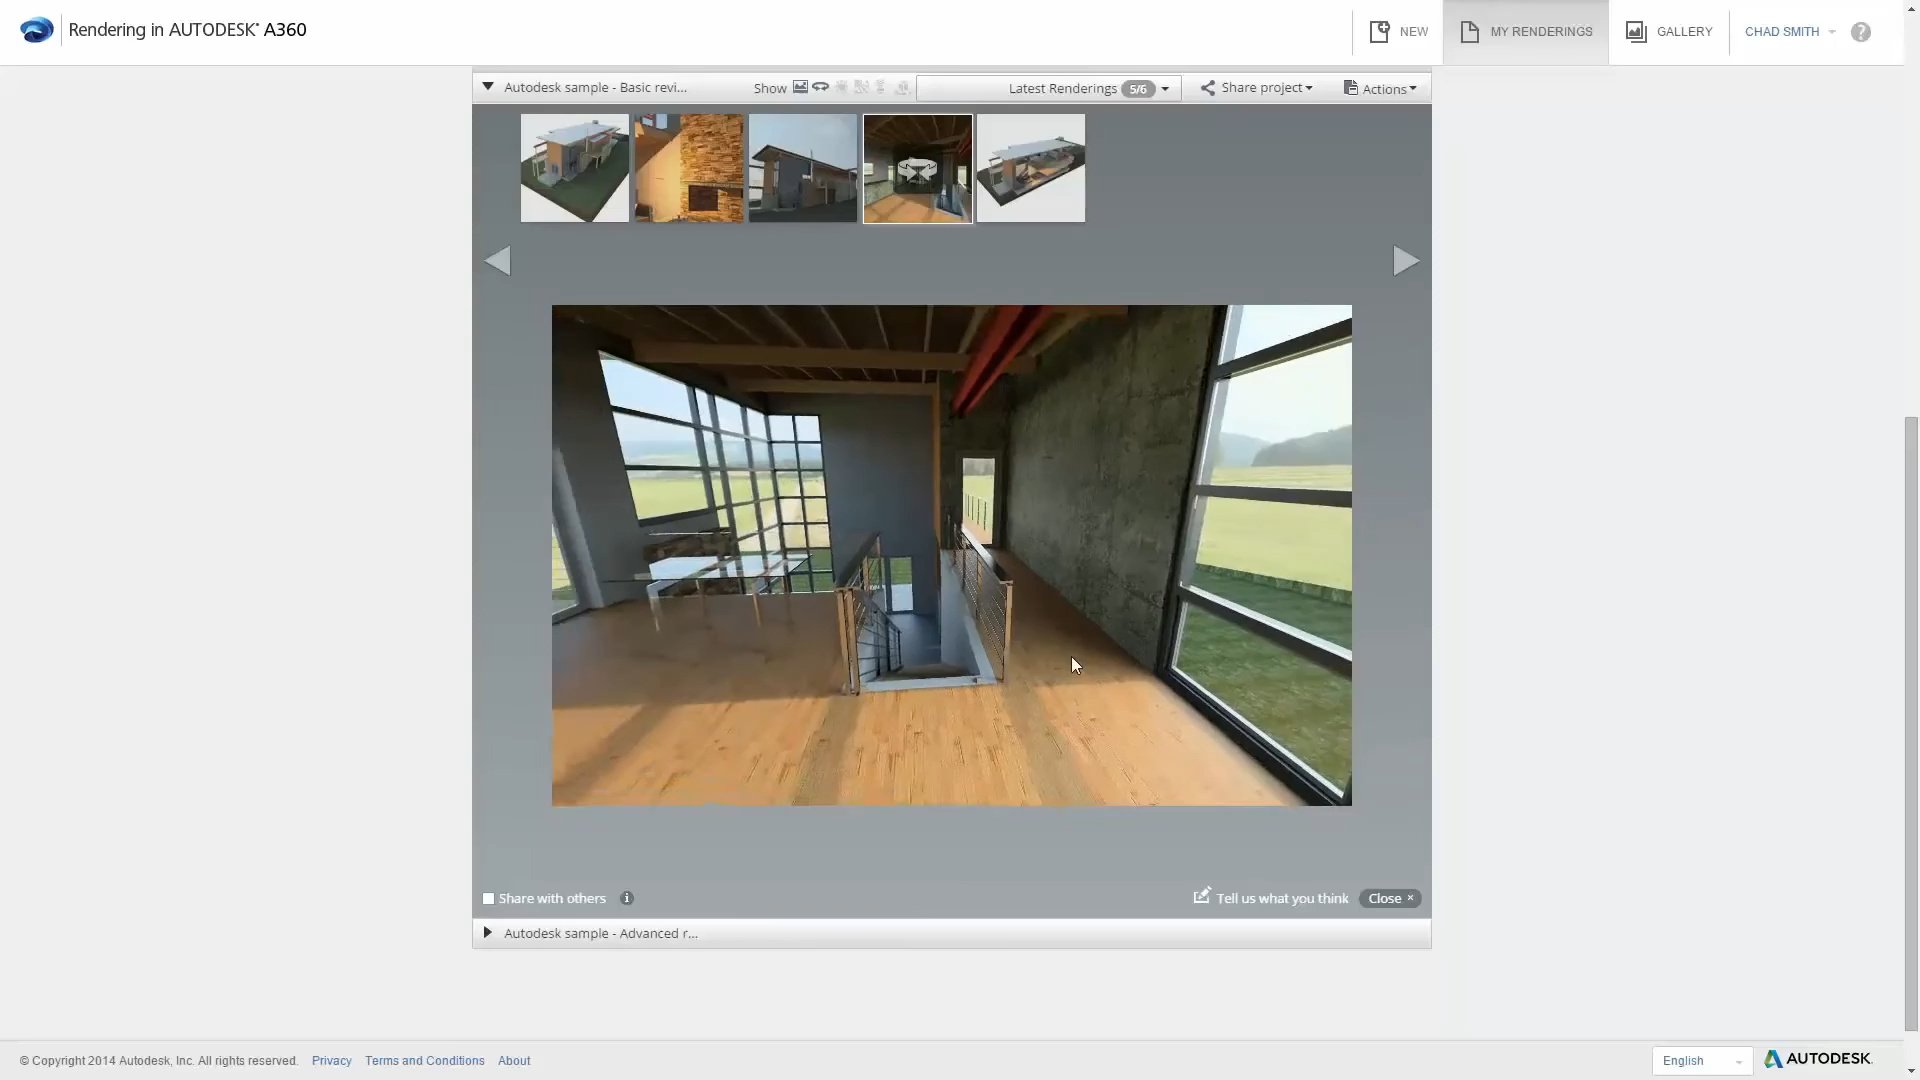 Rendering in AUTODESK® A360
NEW
MY RENDERINGS
GALLERY
CHAD SMITH
?
Autodesk sample - Basic revi...
Show
Latest Renderings 5/6
Share project
Actions
Share with others
i
Tell us what you think
Close ×
Autodesk sample - Advanced r...
© Copyright 2014 Autodesk, Inc. All rights reserved. Privacy Terms and Conditions About
English
AUTODESK.